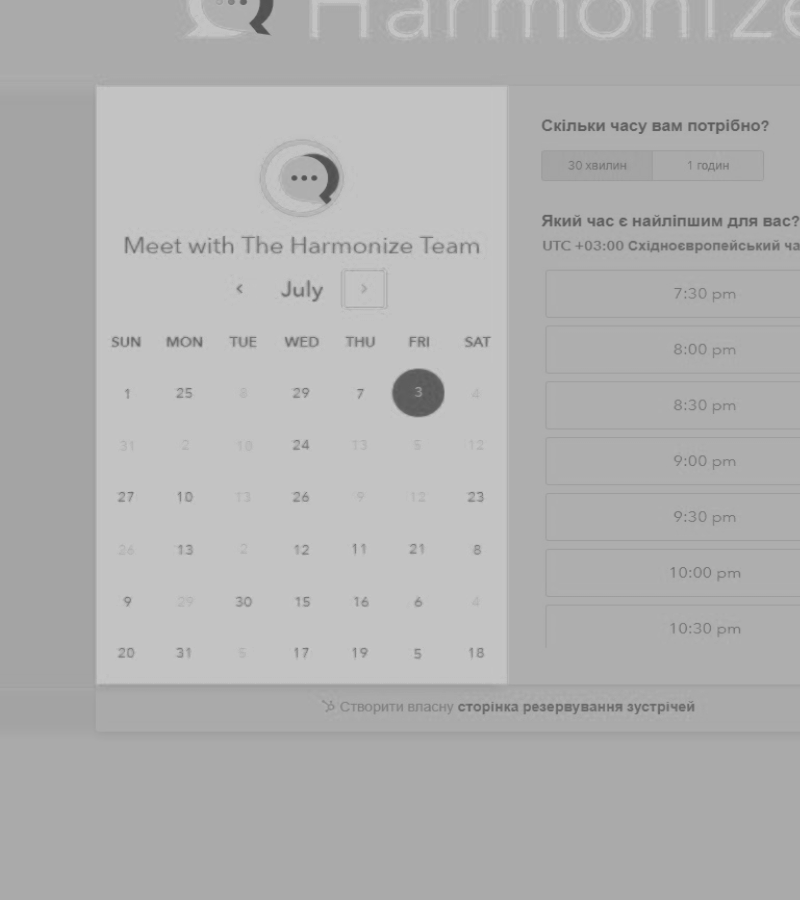 Harmonize
Meet with The Harmonize Team
‹ July ›
SUN MON TUE WED THU FRI SAT
1 25 8 29 7 3 4
31 2 18 24 13 5 12
27 10 13 26 9 12 23
26 13 2 12 11 21 8
9 29 30 15 16 6 4
20 31 5 17 19 5 18
Скільки часу вам потрібно?
30 хвилин 1 годин
Який час є найліпшим для вас?
UTC +03:00 Східноєвропейський
7:30 pm
8:00 pm
8:30 pm
9:00 pm
9:30 pm
10:00 pm
10:30 pm
Створити власну сторінка резервування зустрічей